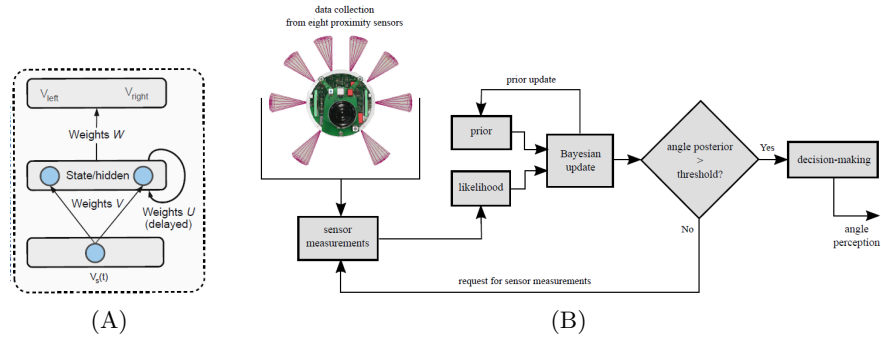 V_left V_right
Weights W
State/hidden
Weights V
Weights U
(delayed)
V_s(t)
(A)
data collection
from eight proximity sensors
prior update
prior
likelihood
Bayesian
update
sensor
measurements
angle posterior
>
threshold?
Yes
No
decision-making
angle
perception
request for sensor measurements
(B)